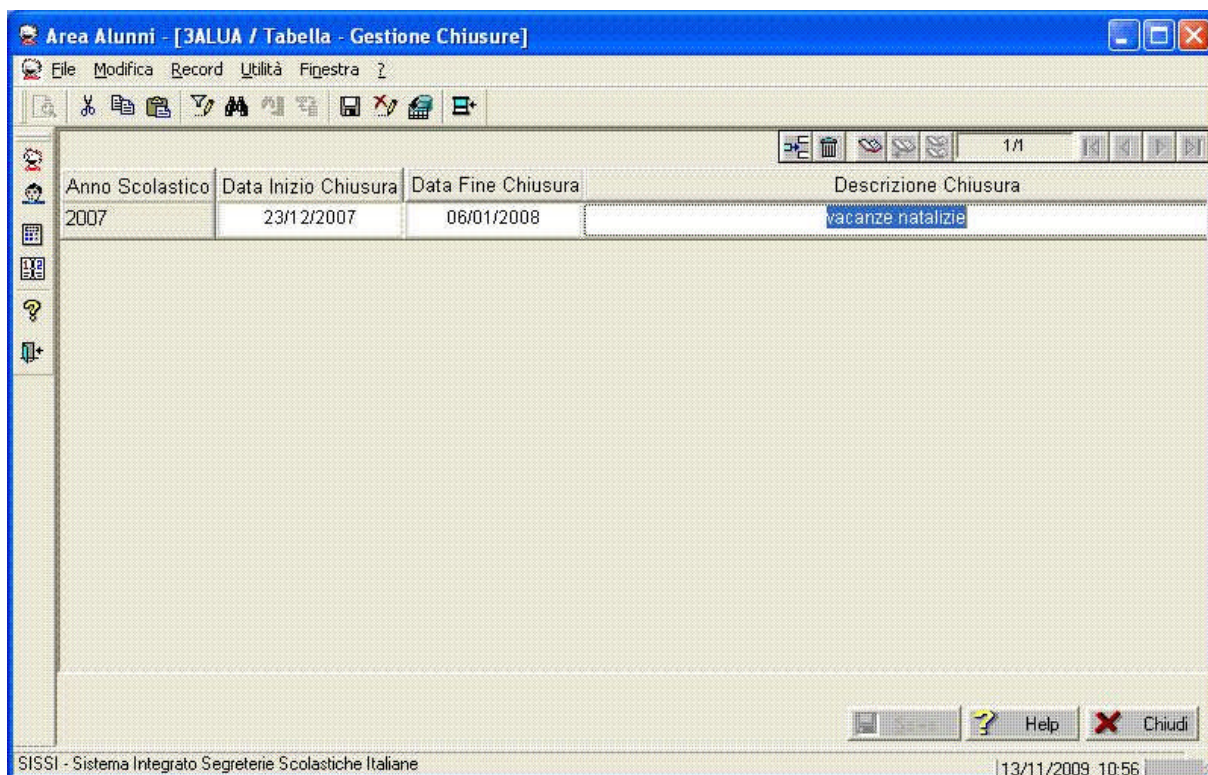 Area Alunni - [3ALUA / Tabella - Gestione Chiusure]
File Modifica Record Utilità Finestra ?
1/1
Anno Scolastico Data Inizio Chiusura Data Fine Chiusura Descrizione Chiusura
2007 23/12/2007 06/01/2008 vacanze natalizie
Help Chiudi
SISSI - Sistema Integrato Segreterie Scolastiche Italiane 13/11/2009 10:56